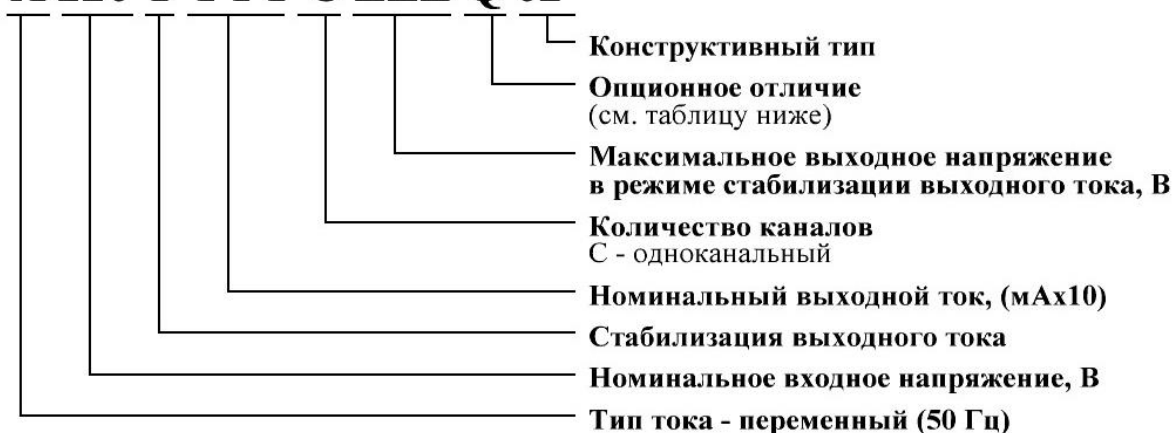 Конструктивный тип
Опционное отличие
(см. таблицу ниже)
Максимальное выходное напряжение
в режиме стабилизации выходного тока, В
Количество каналов
С - одноканальный
Номинальный выходной ток, (мАх10)
Стабилизация выходного тока
Номинальное входное напряжение, В
Тип тока - переменный (50 Гц)